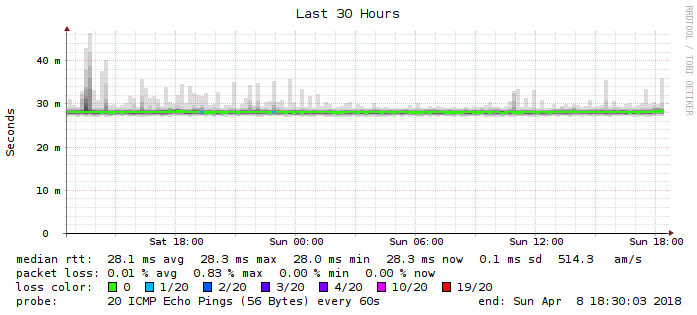 Last 30 Hours
RRDTOOL / TOBI OETIKER
Seconds
40 m
30 m
20 m
10 m
0
Sat 18:00 Sun 00:00 Sun 06:00 Sun 12:00 Sun 18:00
median rtt: 28.1 ms avg 28.3 ms max 28.0 ms min 28.3 ms now 0.1 ms sd 514.3 am/s
packet loss: 0.01 % avg 0.83 % max 0.00 % min 0.00 % now
loss color: 0 1/20 2/20 3/20 4/20 10/20 19/20
probe: 20 ICMP Echo Pings (56 Bytes) every 60s end: Sun Apr 8 18:30:03 2018